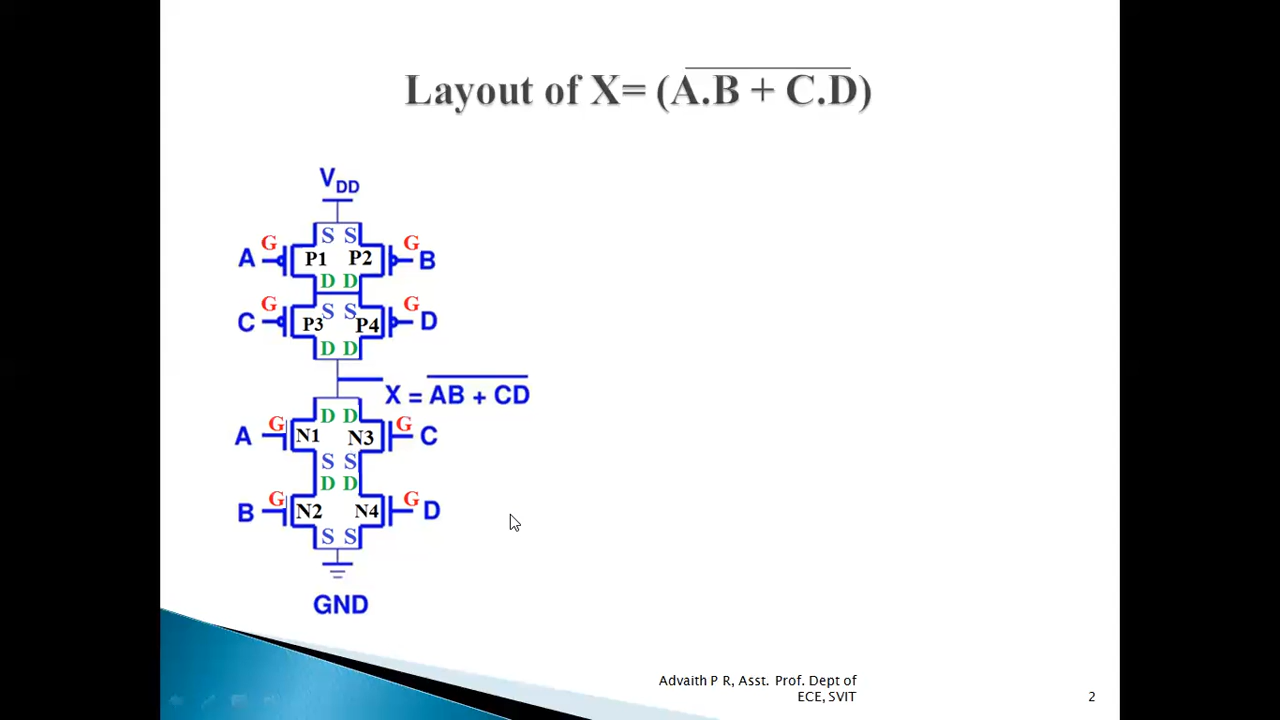 Layout of X= (A.B + C.D)
VDD
S S
A G P1 P2 G B
D D
C G P3 S S P4 G D
D D
X = AB + CD
D D
A G N1 N3 G C
S S
D D
B G N2 N4 G D
S S
GND
Advaith P R, Asst. Prof. Dept of
ECE, SVIT
2